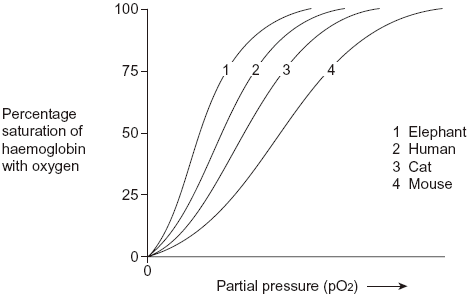 100
75
50
25
0
0
Percentage
saturation of
haemoglobin
with oxygen
1
2
3
4
1 Elephant
2 Human
3 Cat
4 Mouse
Partial pressure (pO2)